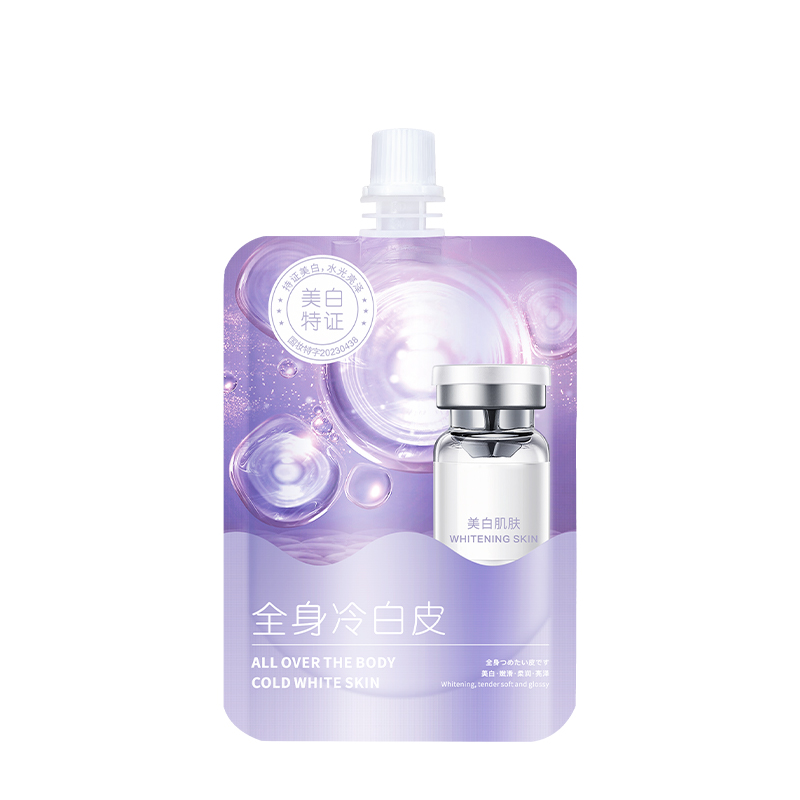 特证美白，水光亮泽
美白
特证
国妆特字20230438
美白肌肤
WHITENING SKIN
全身冷白皮
ALL OVER THE BODY
COLD WHITE SKIN
全身つめたい皮です
美白·嫩滑·柔润·亮泽
Whitening, tender soft and glossy